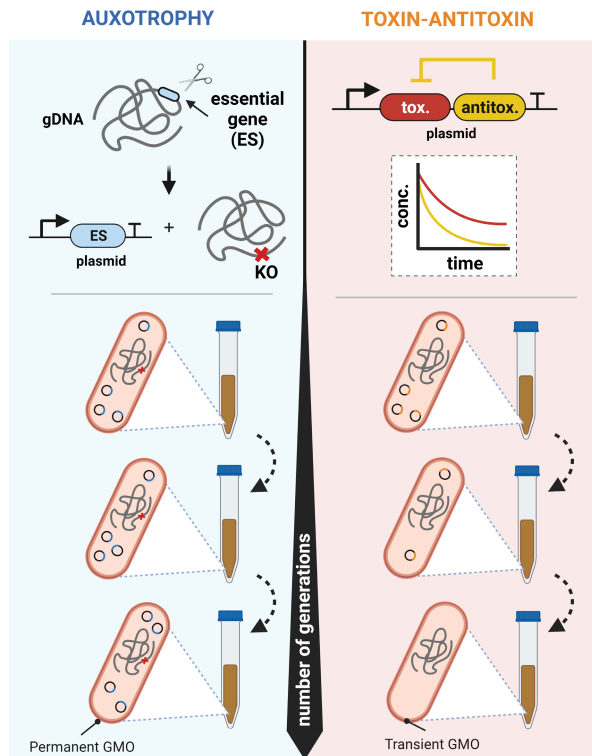 AUXOTROPHY
TOXIN-ANTITOXIN
gDNA
essential
gene
(ES)
ES
plasmid
+
KO
tox.
antitox.
plasmid
conc.
time
number of generations
Permanent GMO
Transient GMO